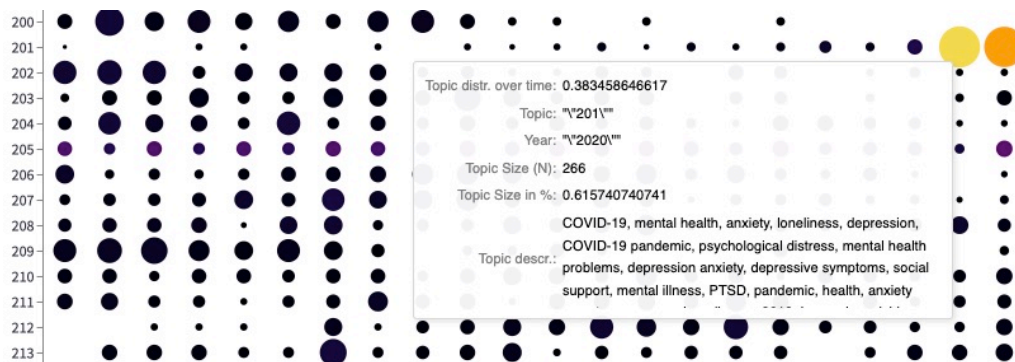 200
201
202
203
204
205
206
207
208
209
210
211
212
213
Topic distr. over time: 0.383458646617
Topic: "\"201\""
Year: "\"2020\""
Topic Size (N): 266
Topic Size in %: 0.615740740741
Topic descr.: COVID-19, mental health, anxiety, loneliness, depression,
COVID-19 pandemic, psychological distress, mental health
problems, depression anxiety, depressive symptoms, social
support, mental illness, PTSD, pandemic, health, anxiety